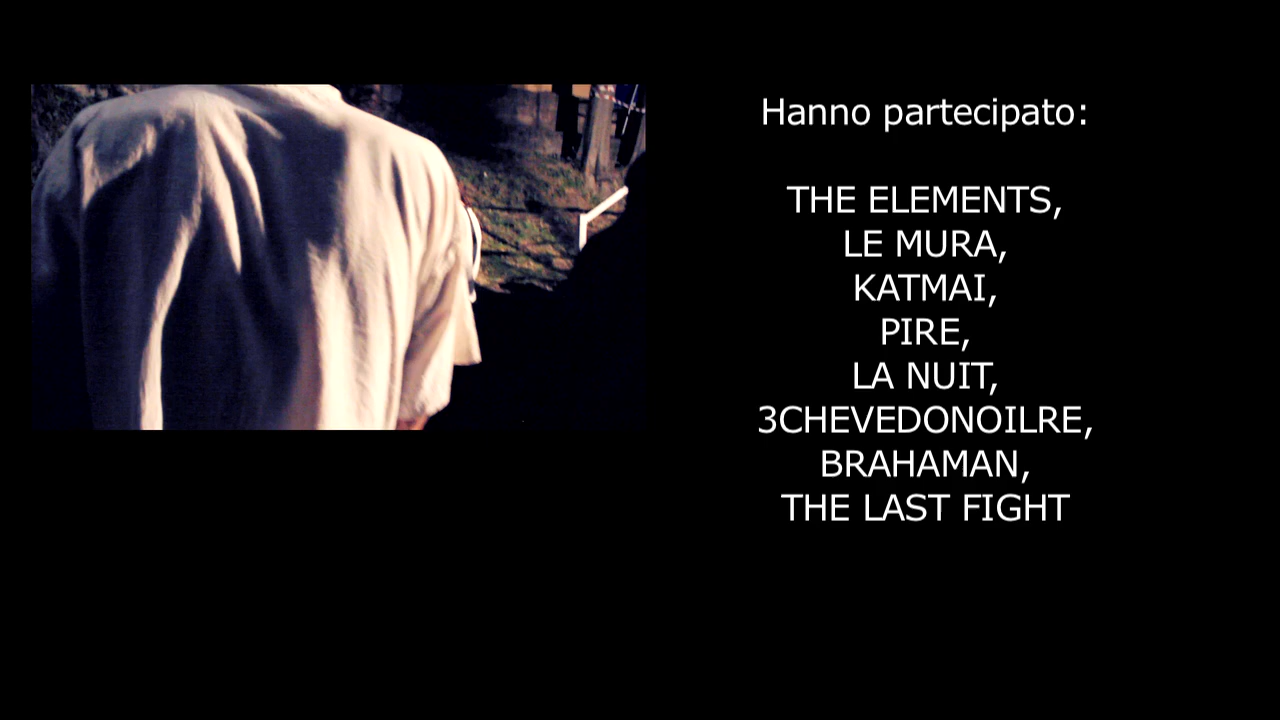 Hanno partecipato:
THE ELEMENTS,
LE MURA,
KATMAI,
PIRE,
LA NUIT,
3CHEVEDONOILRE,
BRAHAMAN,
THE LAST FIGHT